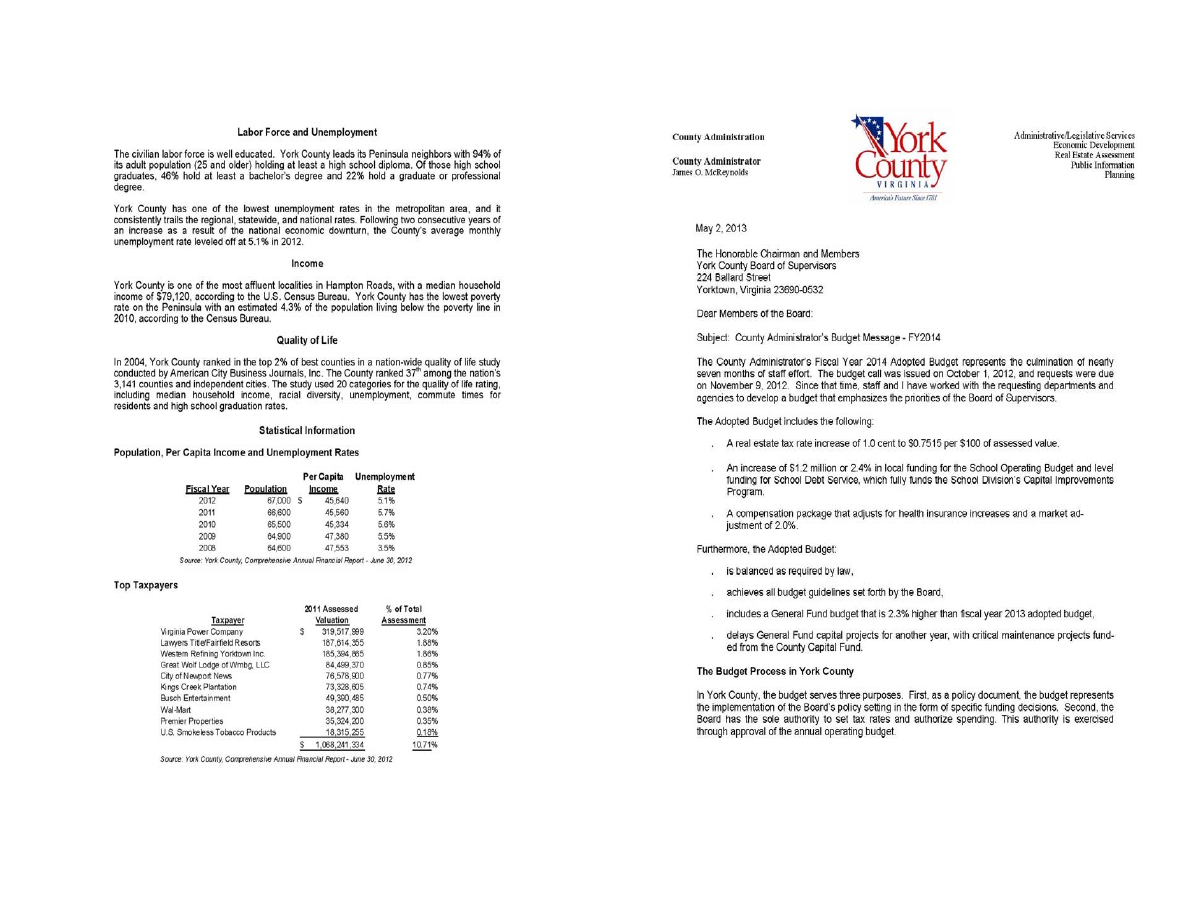 Labor Force and Unemployment
The civilian labor force is well educated. York County leads its Peninsula neighbors with 94% of
its adult population (25 and older) holding at least a high school diploma. Of those high school
graduates, 46% hold at least a bachelor's degree and 22% hold a graduate or professional
degree.
York County has one of the lowest unemployment rates in the metropolitan area, and it
consistently trails the regional, statewide, and national rates. Following two consecutive years of
an increase as a result of the national economic downturn, the County's average monthly
unemployment rate leveled off at 5.1% in 2012.
Income
York County is one of the most affluent localities in Hampton Roads, with a median household
income of $79,120, according to the U.S. Census Bureau. York County has the lowest poverty
rate on the Peninsula with an estimated 4.3% of the population living below the poverty line in
2010, according to the Census Bureau.
Quality of Life
In 2004, York County ranked in the top 2% of best counties in a nation-wide quality of life study
conducted by American City Business Journals, Inc. The County ranked 37th among the nation's
3,141 counties and independent cities. The study used 20 categories for the quality of life rating,
including median household income, racial diversity, unemployment, commute times for
residents and high school graduation rates.
Statistical Information
Population, Per Capita Income and Unemployment Rates
Per Capita Unemployment
Fiscal Year Population Income Rate
2012 67,000 $ 45,640 5.1%
2011 66,600 45,560 5.7%
2010 65,500 45,334 5.6%
2009 64,900 47,380 5.5%
2008 64,600 47,553 3.5%
Source: York County, Comprehensive Annual Financial Report - June 30, 2012
Top Taxpayers
2011 Assessed % of Total
Taxpayer Valuation Assessment
Virginia Power Company $ 319,517,999 3.20%
Lawyers Title/Fairfield Resorts 187,614,355 1.88%
Western Refining Yorktown Inc. 185,394,865 1.86%
Great Wolf Lodge of Wmbg, LLC 84,499,370 0.85%
City of Newport News 76,576,900 0.77%
Kings Creek Plantation 73,328,605 0.74%
Busch Entertainment 49,390,485 0.50%
Wal-Mart 38,277,300 0.38%
Premier Properties 35,324,200 0.35%
U.S. Smokeless Tobacco Products 18,315,255 0.18%
$ 1,068,241,334 10.71%
Source: York County, Comprehensive Annual Financial Report - June 30, 2012
County Administration
County Administrator
James O. McReynolds
York
County
VIRGINIA
America's Future Since 1781
Administrative/Legislative Services
Economic Development
Real Estate Assessment
Public Information
Planning
May 2, 2013
The Honorable Chairman and Members
York County Board of Supervisors
224 Ballard Street
Yorktown, Virginia 23690-0532
Dear Members of the Board:
Subject: County Administrator's Budget Message - FY2014
The County Administrator's Fiscal Year 2014 Adopted Budget represents the culmination of nearly
seven months of staff effort. The budget call was issued on October 1, 2012, and requests were due
on November 9, 2012. Since that time, staff and I have worked with the requesting departments and
agencies to develop a budget that emphasizes the priorities of the Board of Supervisors.
The Adopted Budget includes the following:
. A real estate tax rate increase of 1.0 cent to $0.7515 per $100 of assessed value.
. An increase of $1.2 million or 2.4% in local funding for the School Operating Budget and level
funding for School Debt Service, which fully funds the School Division's Capital Improvements
Program.
. A compensation package that adjusts for health insurance increases and a market ad-
justment of 2.0%.
Furthermore, the Adopted Budget:
. is balanced as required by law,
. achieves all budget guidelines set forth by the Board,
. includes a General Fund budget that is 2.3% higher than fiscal year 2013 adopted budget,
. delays General Fund capital projects for another year, with critical maintenance projects fund-
ed from the County Capital Fund.
The Budget Process in York County
In York County, the budget serves three purposes. First, as a policy document, the budget represents
the implementation of the Board's policy setting in the form of specific funding decisions. Second, the
Board has the sole authority to set tax rates and authorize spending. This authority is exercised
through approval of the annual operating budget.